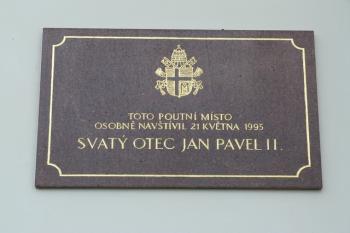 TOTO POUTNÍ MÍSTO
OSOBNĚ NAVŠTÍVIL 21 KVĚTNA 1995
SVATÝ OTEC JAN PAVEL II.